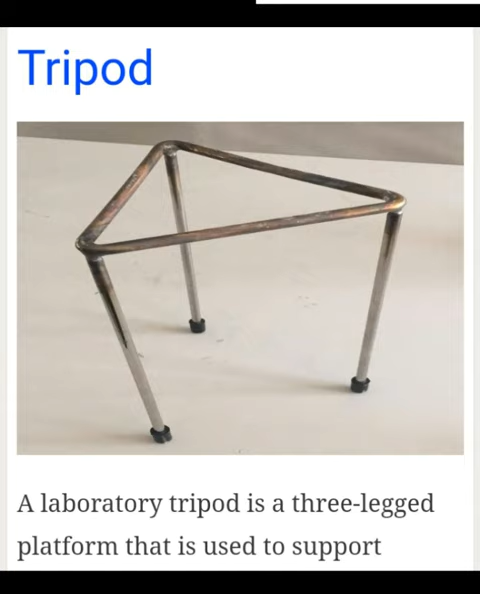 Tripod
A laboratory tripod is a three-legged
platform that is used to support